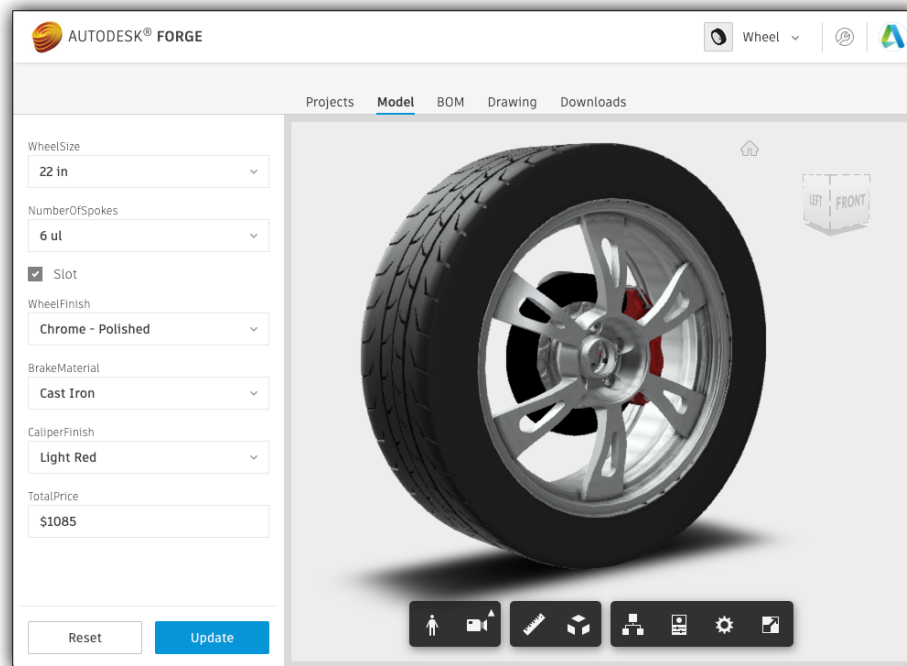 AUTODESK® FORGE
Wheel
Projects Model BOM Drawing Downloads
WheelSize
22 in
NumberOfSpokes
6 ul
Slot
WheelFinish
Chrome - Polished
BrakeMaterial
Cast Iron
CaliperFinish
Light Red
TotalPrice
$1085
Reset Update
LEFT FRONT